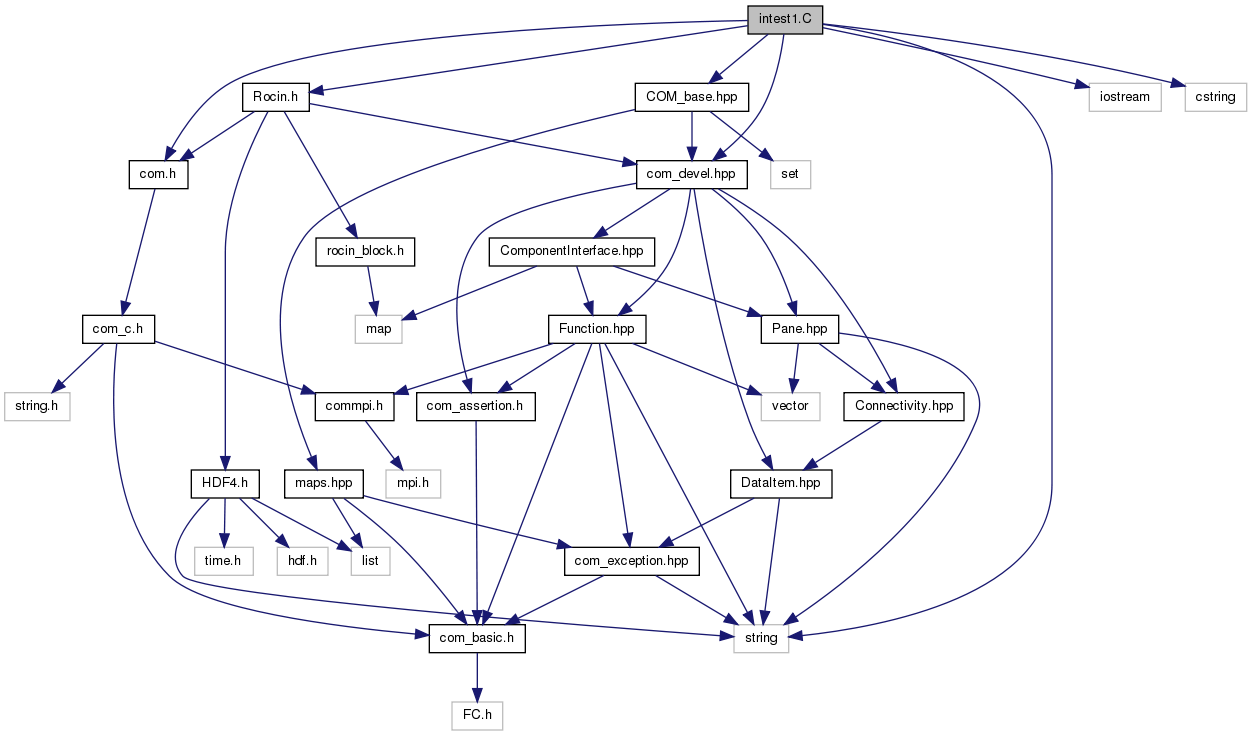 intest1.C
Rocin.h
COM_base.hpp
iostream
cstring
com.h
com_devel.hpp
set
rocin_block.h
ComponentInterface.hpp
com_c.h
map
Function.hpp
Pane.hpp
string.h
commpi.h
com_assertion.h
vector
Connectivity.hpp
HDF4.h
maps.hpp
mpi.h
DataItem.hpp
time.h
hdf.h
list
com_exception.hpp
com_basic.h
string
FC.h